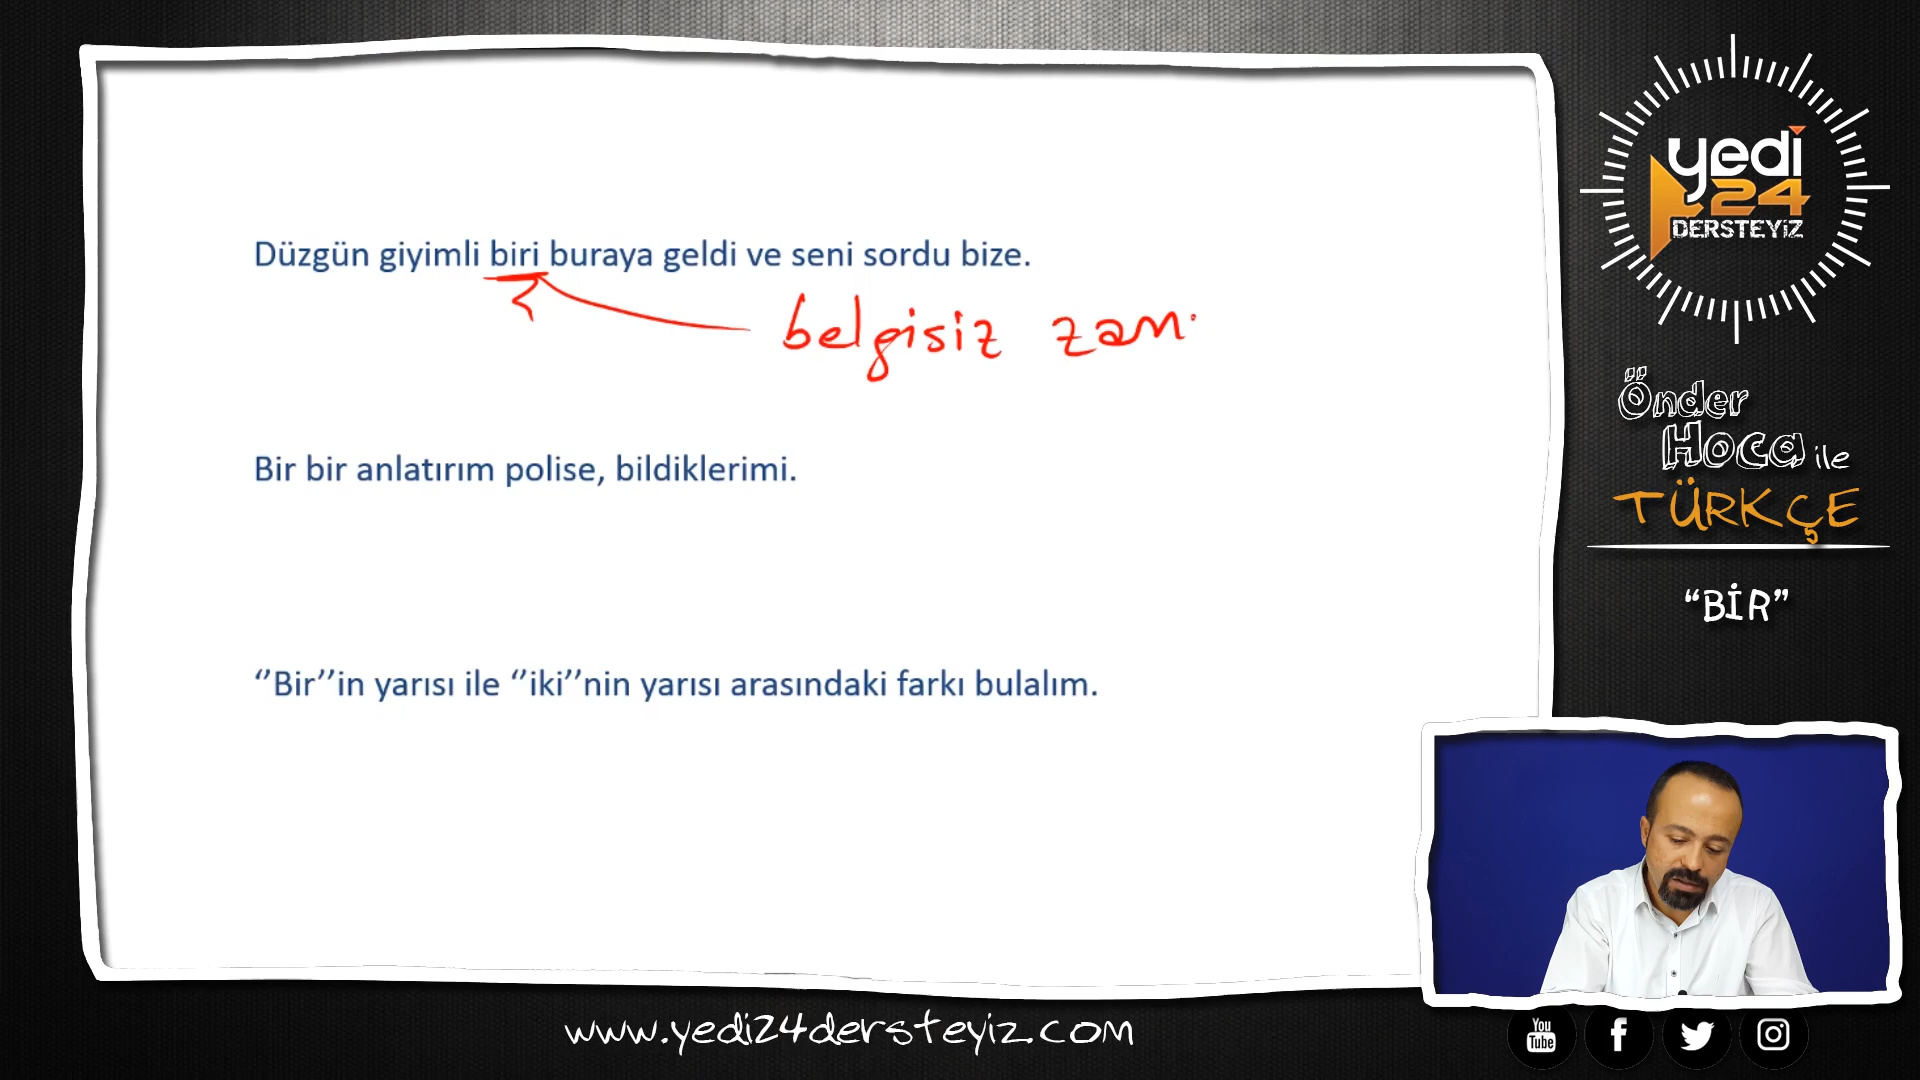 Düzgün giyimli biri buraya geldi ve seni sordu bize.
belgisiz zam.
Bir bir anlatırım polise, bildiklerimi.
‘’Bir’’in yarısı ile ‘’iki’’nin yarısı arasındaki farkı bulalım.
yedi
24
DERSTEYİZ
Önder
Hoca ile
TÜRKÇE
“BİR”
www.yedi24dersteyiz.com
You
Tube